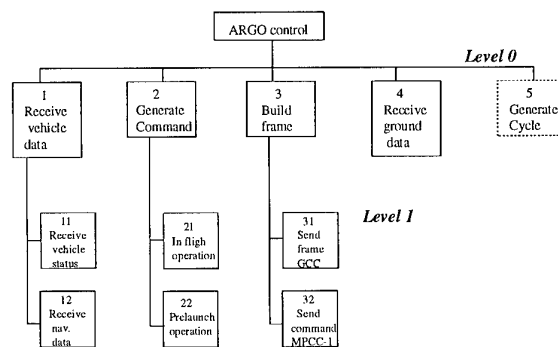 ARGO control
Level 0
1
Receive
vehicle
data
2
Generate
Command
3
Build
frame
4
Receive
ground
data
5
Generate
Cycle
Level 1
11
Receive
vehicle
status
12
Receive
nav. data
21
In fligh
operation
22
Prelaunch
operation
31
Send
frame
GCC
32
Send
command
MPCC-1